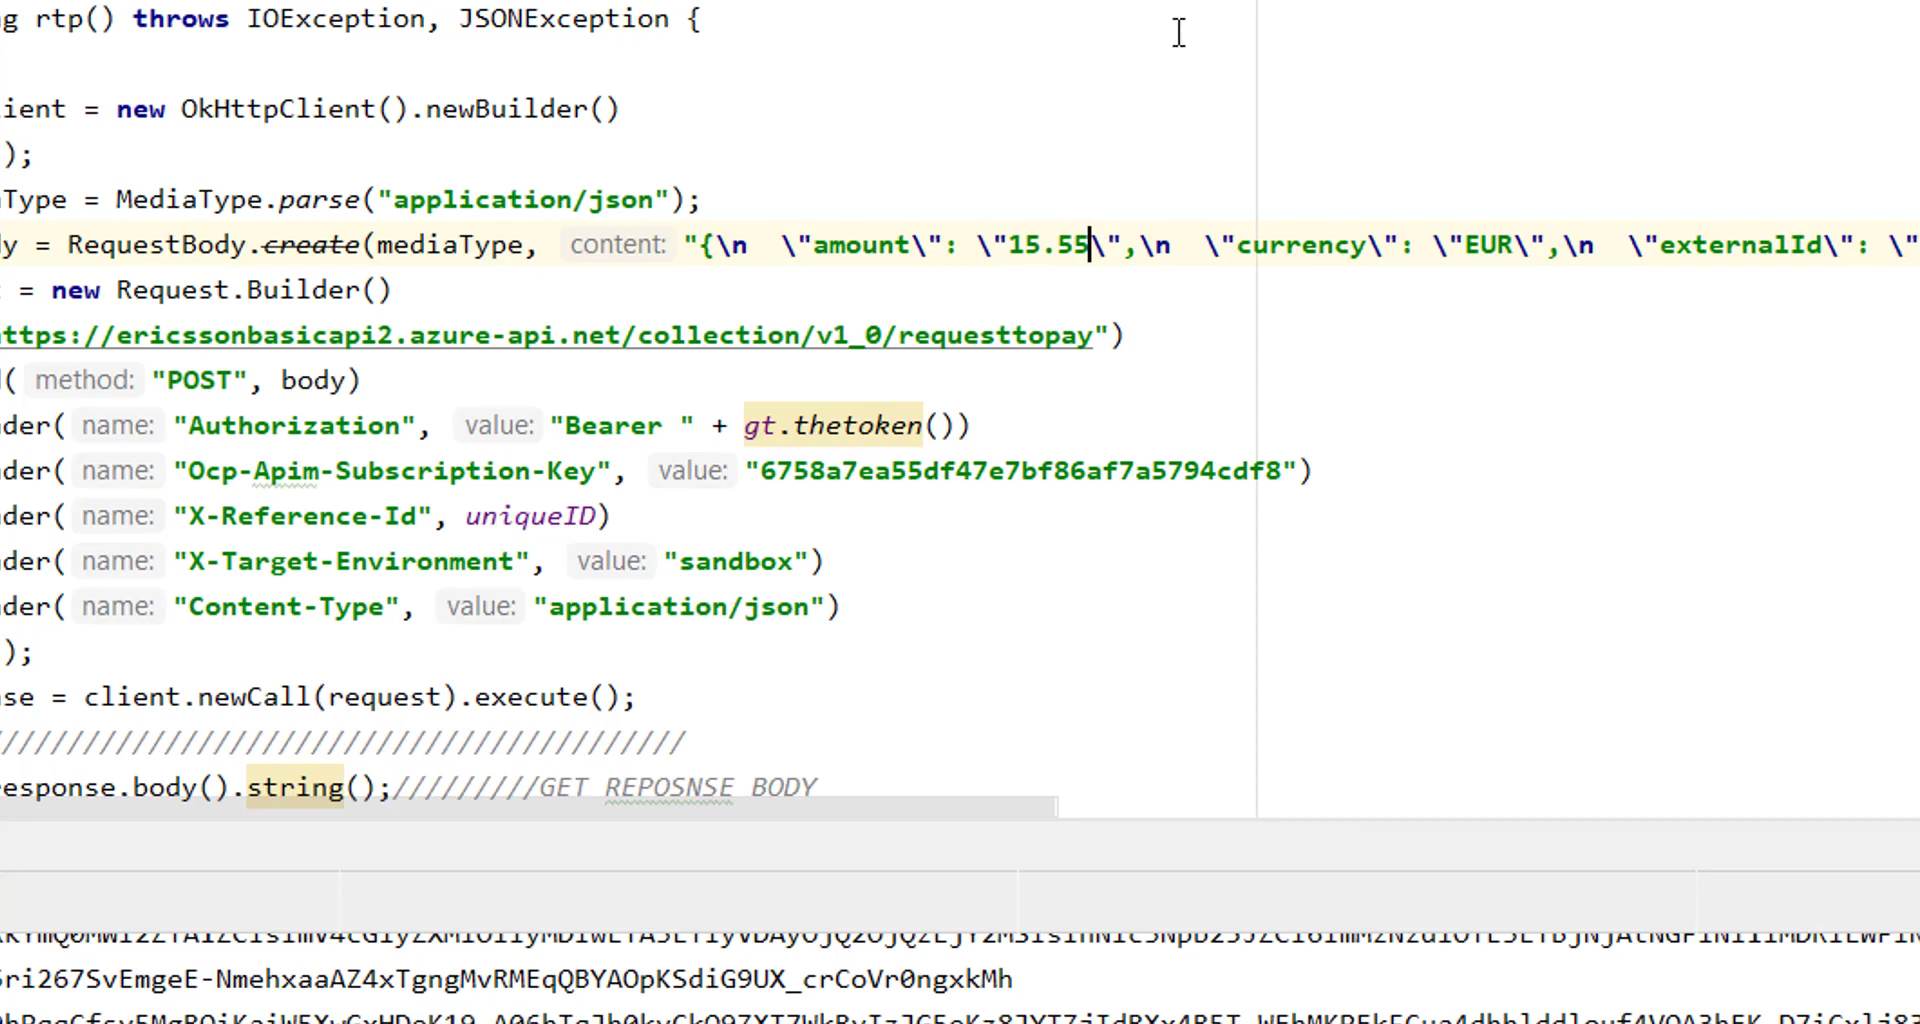 g rtp() throws IOException, JSONException {
ient = new OkHttpClient().newBuilder()
);
Type = MediaType.parse("application/json");
y = RequestBody.create(mediaType, content: "{\n  \"amount\": \"15.55\",\n  \"currency\": \"EUR\",\n  \"externalId\": \"
= new Request.Builder()
ttps://ericssonbasicapi2.azure-api.net/collection/v1_0/requesttopay")
( method: "POST", body)
der( name: "Authorization", value: "Bearer " + gt.thetoken())
der( name: "Ocp-Apim-Subscription-Key", value: "6758a7ea55df47e7bf86af7a5794cdf8")
der( name: "X-Reference-Id", uniqueID)
der( name: "X-Target-Environment", value: "sandbox")
der( name: "Content-Type", value: "application/json")
);
se = client.newCall(request).execute();
//////////////////////////////////////////
esponse.body().string();/////////GET REPOSNSE BODY
ri267SvEmgeE-NmehxaaAZ4xTgngMvRMEqQBYAOpKSdiG9UX_crCoVr0ngxkMh